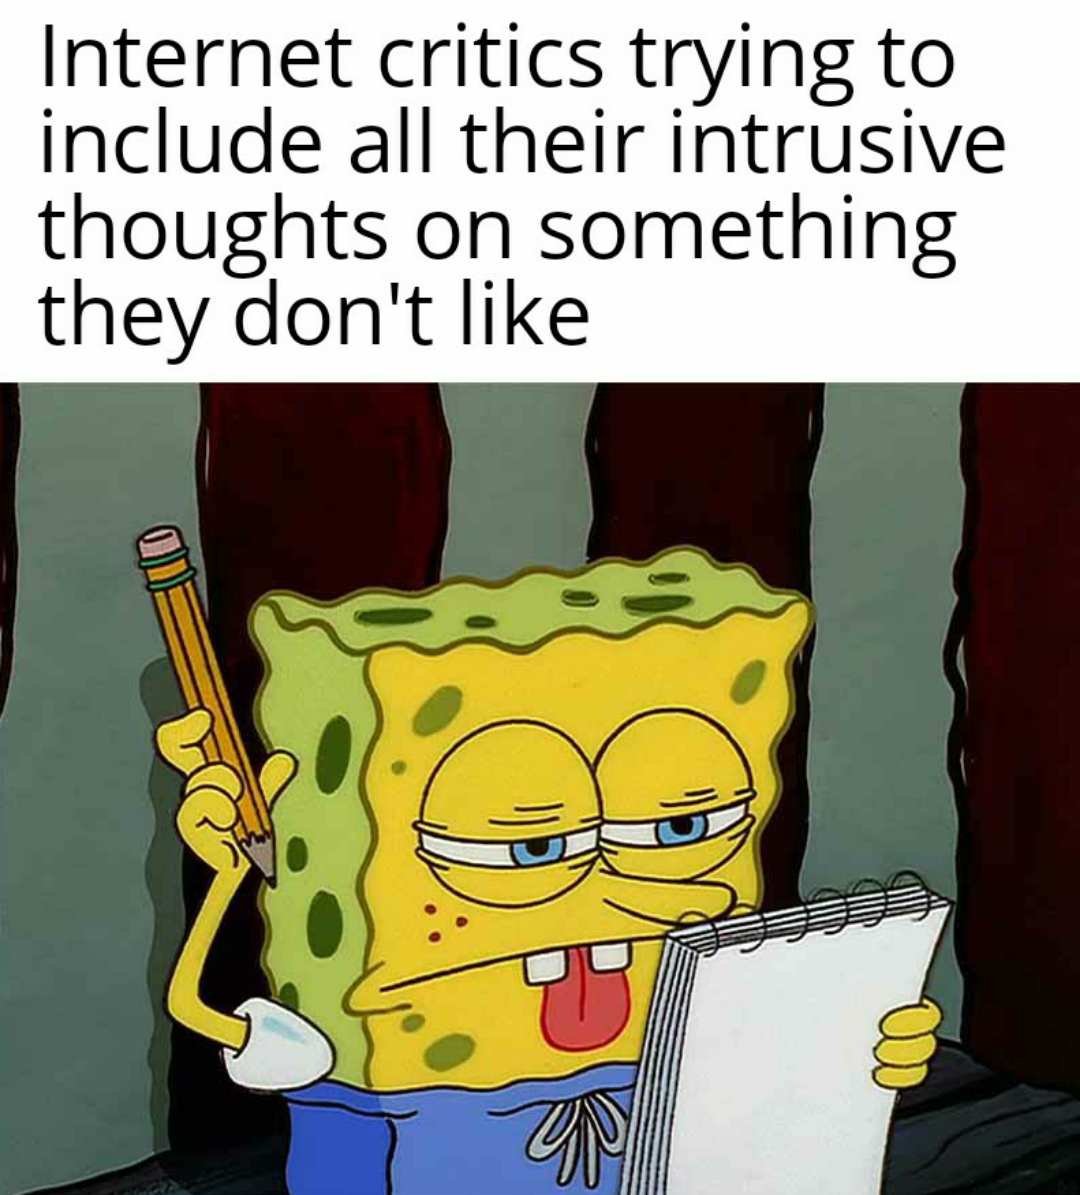 Internet critics trying to
include all their intrusive
thoughts on something
they don't like